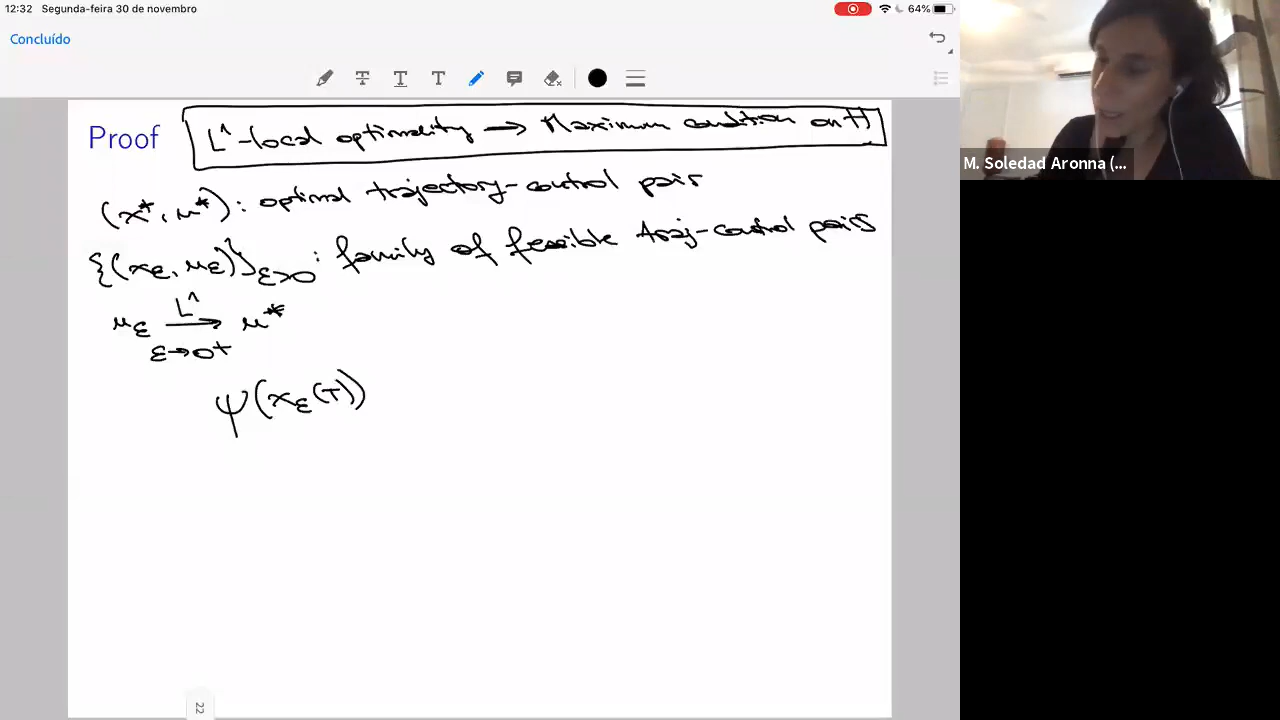 12:32 Segunda-feira 30 de novembro 64%
Concluído
Proof L¹-local optimality → Maximum condition on H
(x*, u*): optimal trajectory-control pair
{(xε, uε)}ε>0 : family of feasible traj-control pairs
uε L¹→ u*
ε→0+
ψ(xε(T))
22
M. Soledad Aronna (...